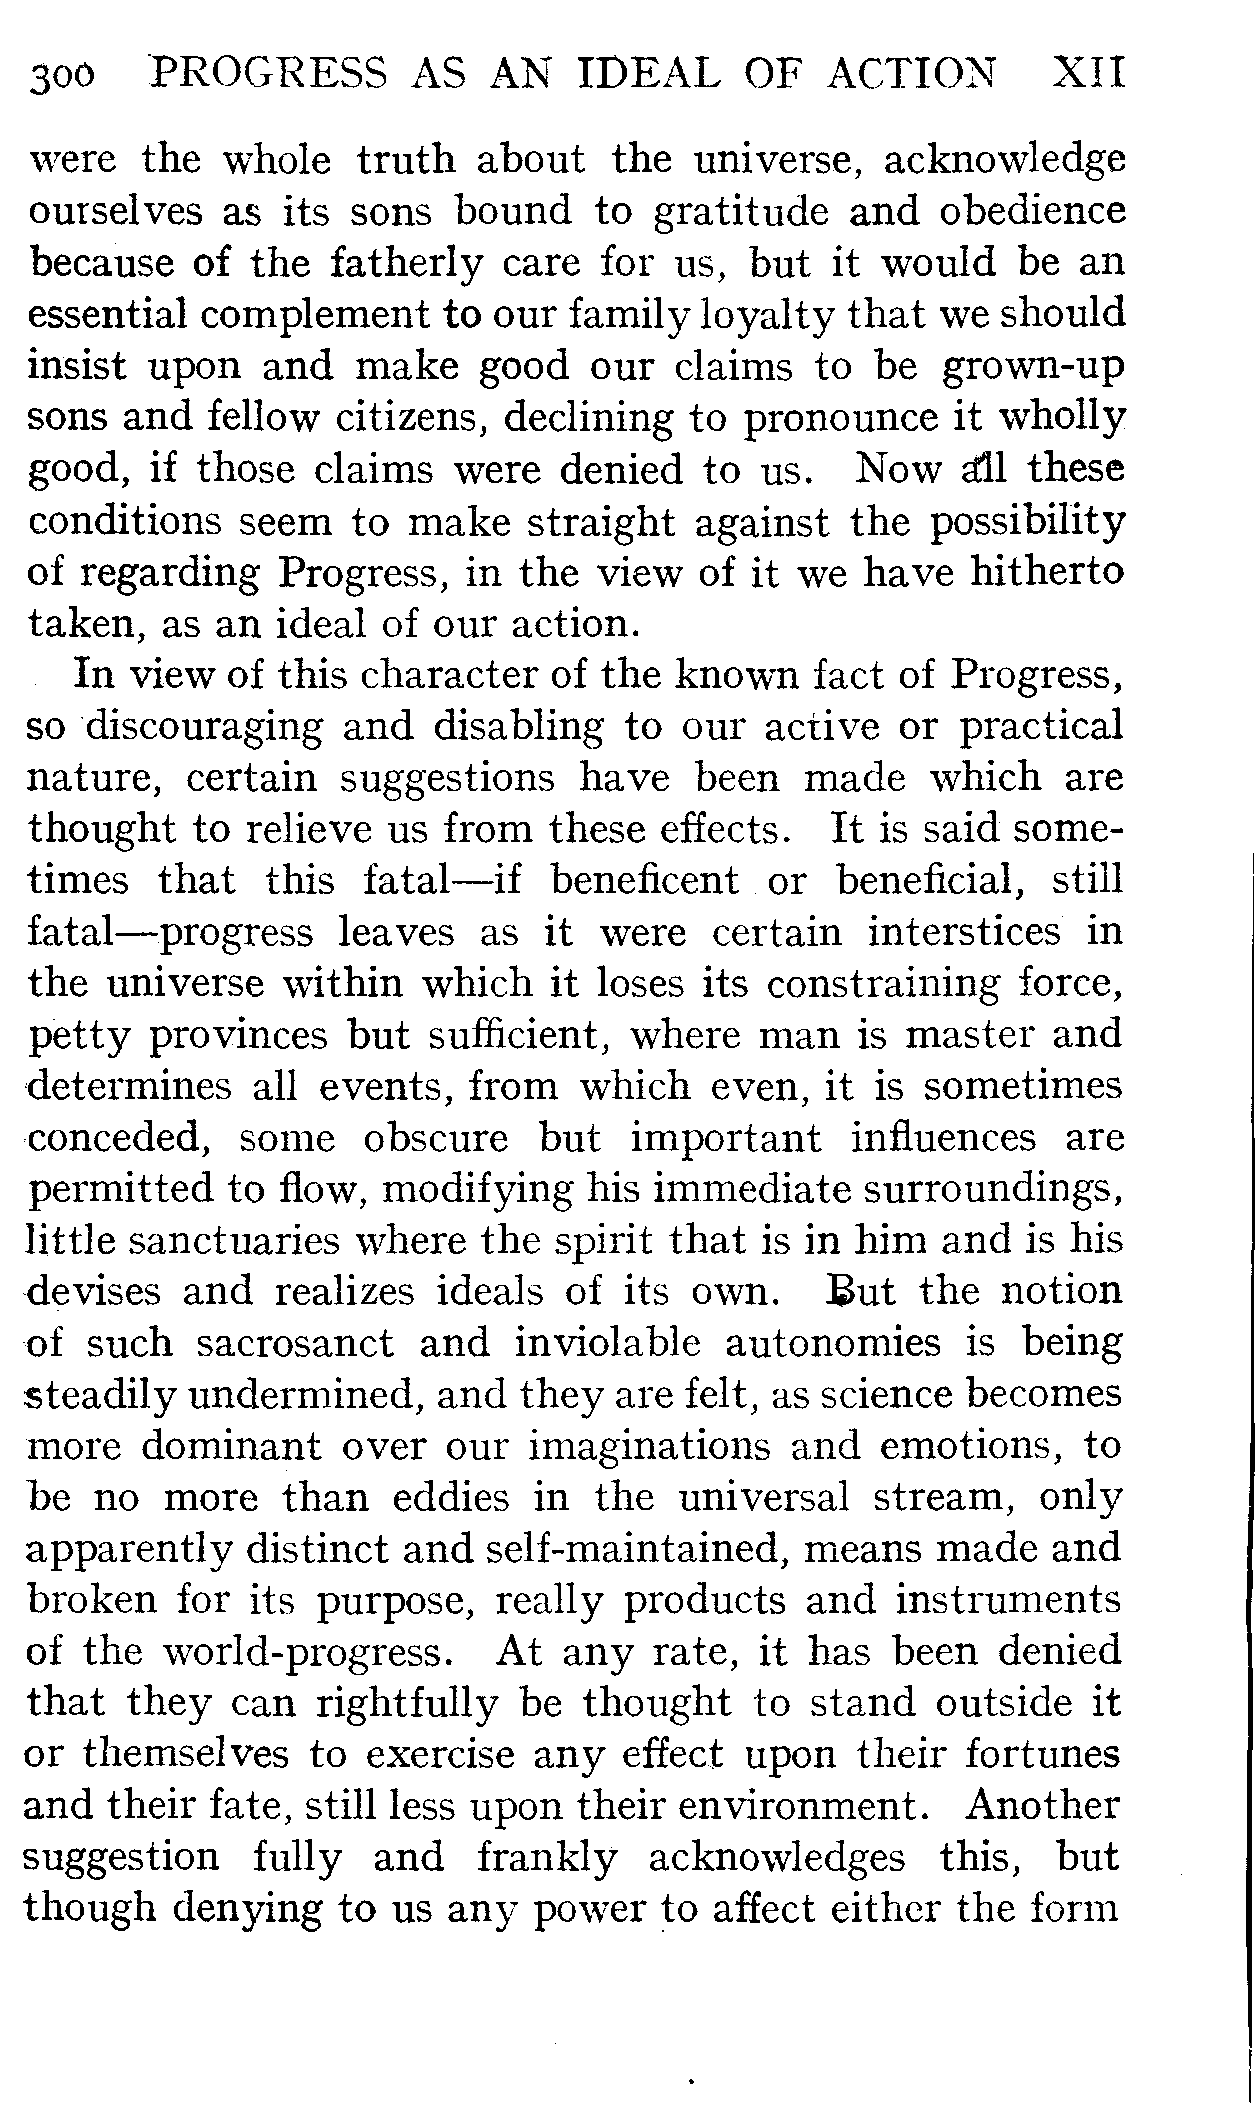 300 PROGRESS AS AN IDEAL OF ACTION XII
were the whole truth about the universe, acknowledge
ourselves as its sons bound to gratitude and obedience
because of the fatherly care for us, but it would be an
essential complement to our family loyalty that we should
insist upon and make good our claims to be grown-up
sons and fellow citizens, declining to pronounce it wholly
good, if those claims were denied to us. Now all these
conditions seem to make straight against the possibility
of regarding Progress, in the view of it we have hitherto
taken, as an ideal of our action.
In view of this character of the known fact of Progress,
so discouraging and disabling to our active or practical
nature, certain suggestions have been made which are
thought to relieve us from these effects. It is said some-
times that this fatal—if beneficent or beneficial, still
fatal—progress leaves as it were certain interstices in
the universe within which it loses its constraining force,
petty provinces but sufficient, where man is master and
determines all events, from which even, it is sometimes
conceded, some obscure but important influences are
permitted to flow, modifying his immediate surroundings,
little sanctuaries where the spirit that is in him and is his
devises and realizes ideals of its own. But the notion
of such sacrosanct and inviolable autonomies is being
steadily undermined, and they are felt, as science becomes
more dominant over our imaginations and emotions, to
be no more than eddies in the universal stream, only
apparently distinct and self-maintained, means made and
broken for its purpose, really products and instruments
of the world-progress. At any rate, it has been denied
that they can rightfully be thought to stand outside it
or themselves to exercise any effect upon their fortunes
and their fate, still less upon their environment. Another
suggestion fully and frankly acknowledges this, but
though denying to us any power to affect either the form